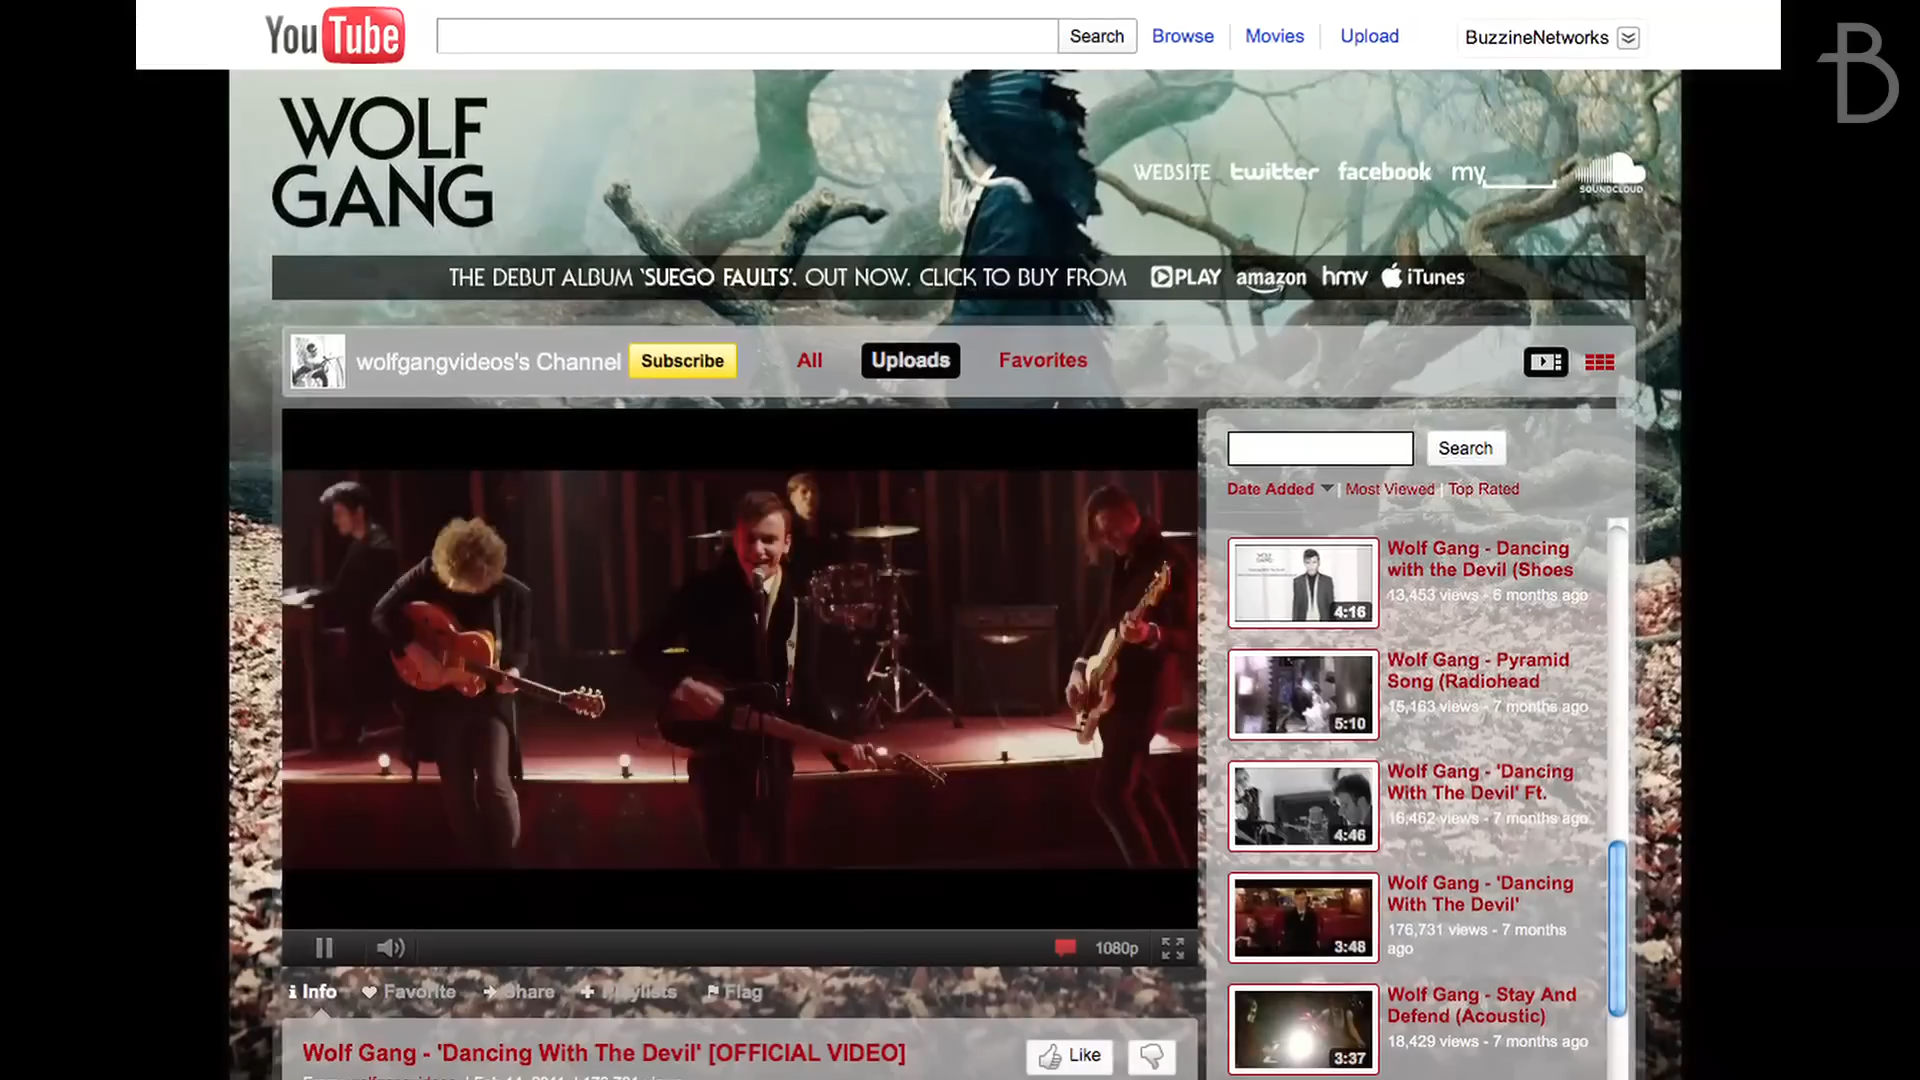 YouTube
Search
Browse
Movies
Upload
BuzzineNetworks
B
WOLF
GANG
WEBSITE twitter facebook my
SOUNDCLOUD
THE DEBUT ALBUM 'SUEGO FAULTS'. OUT NOW. CLICK TO BUY FROM PLAY amazon hmv iTunes
wolfgangvideos's Channel
Subscribe
All
Uploads
Favorites
Search
Date Added | Most Viewed | Top Rated
Wolf Gang - Dancing
with the Devil (Shoes
13,453 views - 6 months ago
4:16
Wolf Gang - Pyramid
Song (Radiohead
15,163 views - 7 months ago
5:10
Wolf Gang - 'Dancing
With The Devil' Ft.
16,462 views - 7 months ago
4:46
Wolf Gang - 'Dancing
With The Devil'
176,731 views - 7 months
ago
3:48
Wolf Gang - Stay And
Defend (Acoustic)
18,429 views - 7 months ago
3:37
1080p
Info Favorite Share Playlists Flag
Wolf Gang - 'Dancing With The Devil' [OFFICIAL VIDEO]
Like